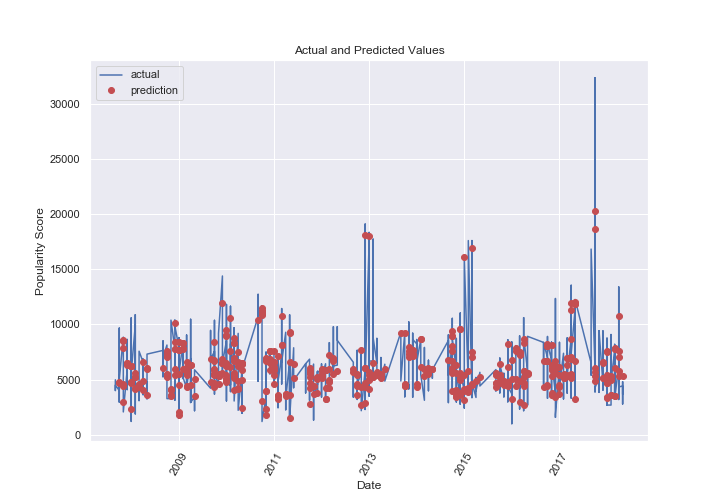 Actual and Predicted Values
actual
prediction
30000
25000
20000
15000
10000
5000
0
Popularity Score
2009
2011
2013
2015
2017
Date